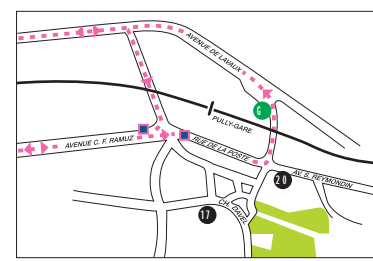 AVENUE DE LAVAUX
G
PULLY-GARE
AVENUE C. F. RAMUZ
RUE DE LA POSTE
20
AV. S. REYMONDIN
17
CH. DAVEL